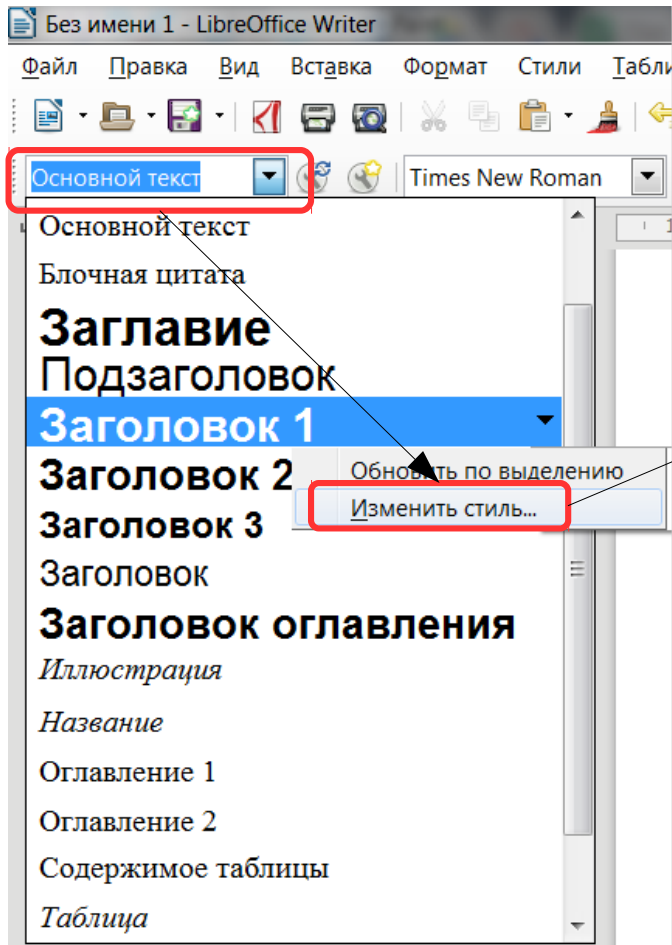 Без имени 1 - LibreOffice Writer
Файл Правка Вид Вставка Формат Стили
Основной текст Times New Roman
Основной текст
Блочная цитата
Заглавие
Подзаголовок
Заголовок 1
Заголовок 2
Обновить по выделению
Изменить стиль...
Заголовок 3
Заголовок
Заголовок оглавления
Иллюстрация
Название
Оглавление 1
Оглавление 2
Содержимое таблицы
Таблица